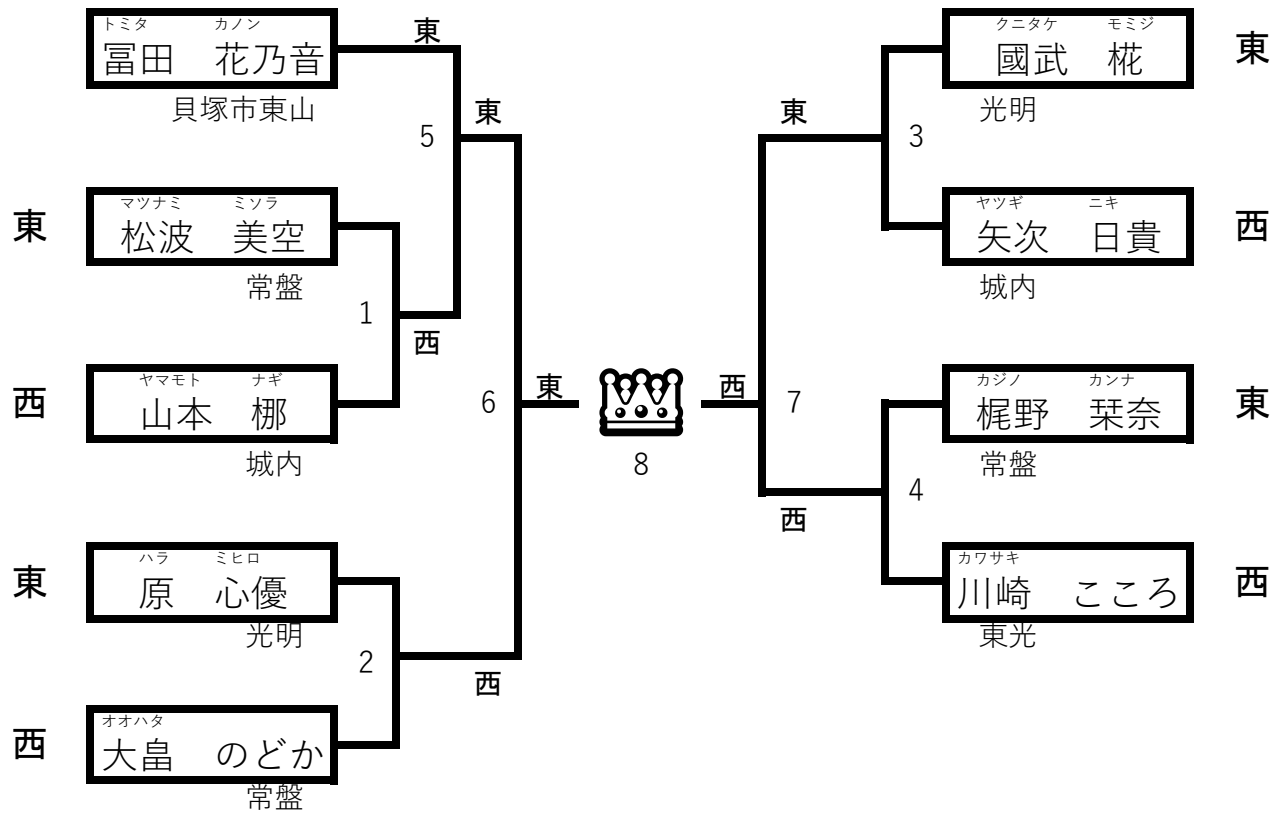 トミタ カノン
冨田 花乃音
貝塚市東山
東
5
東
東
マツナミ ミソラ
松波 美空
常盤
1
西
西
ヤマモト ナギ
山本 梛
城内
6
東
東
ハラ ミヒロ
原 心優
光明
2
西
西
オオハタ
大畠 のどか
常盤
8
クニタケ モミジ
國武 椛
東
光明
東
3
ヤツギ ニキ
矢次 日貴
西
城内
西
7
カジノ カンナ
梶野 栞奈
東
常盤
4
西
カワサキ
川崎 こころ
西
東光